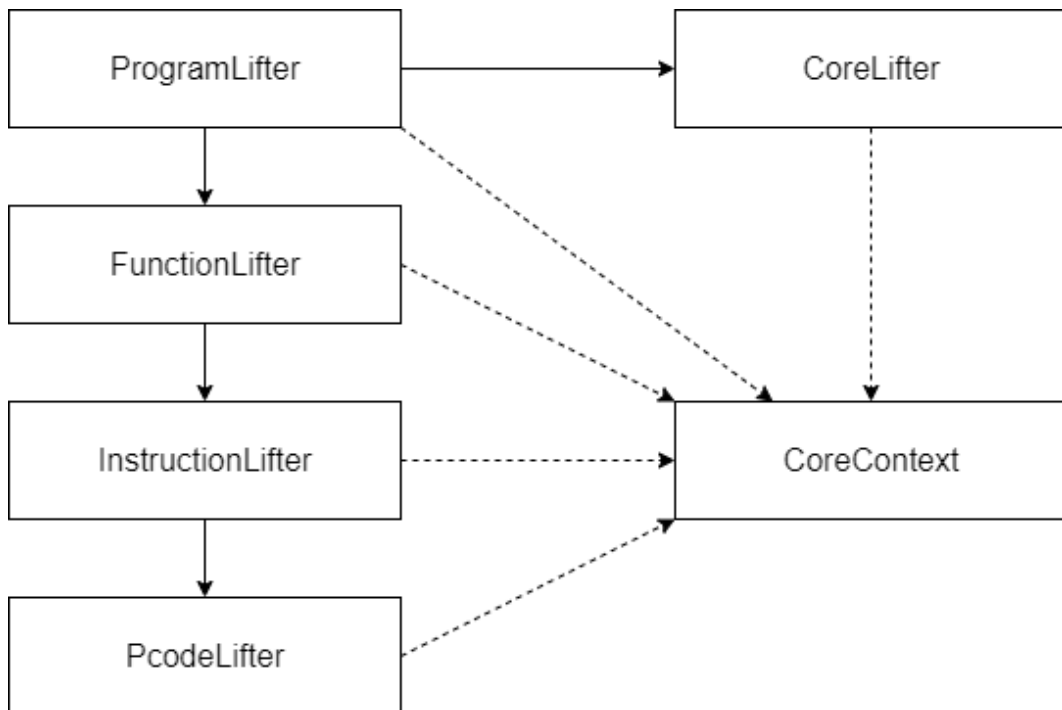 ProgramLifter
CoreLifter
FunctionLifter
InstructionLifter
CoreContext
PcodeLifter